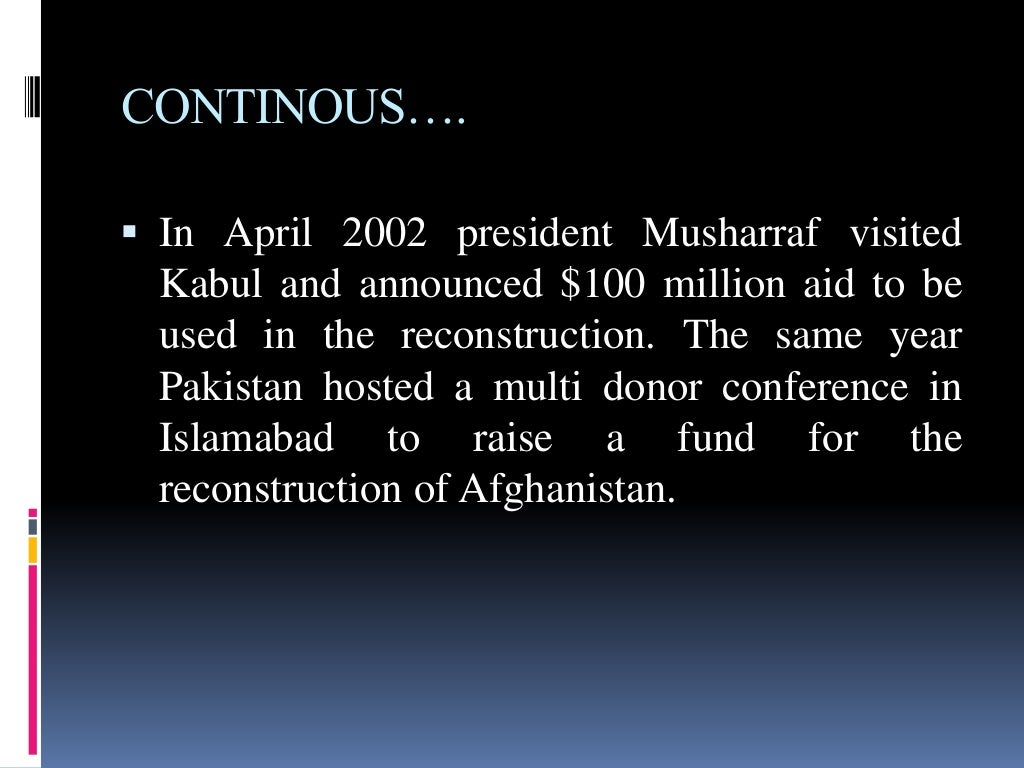 CONTINOUS….
▪ In April 2002 president Musharraf visited
Kabul and announced $100 million aid to be
used in the reconstruction. The same year
Pakistan hosted a multi donor conference in
Islamabad to raise a fund for the
reconstruction of Afghanistan.